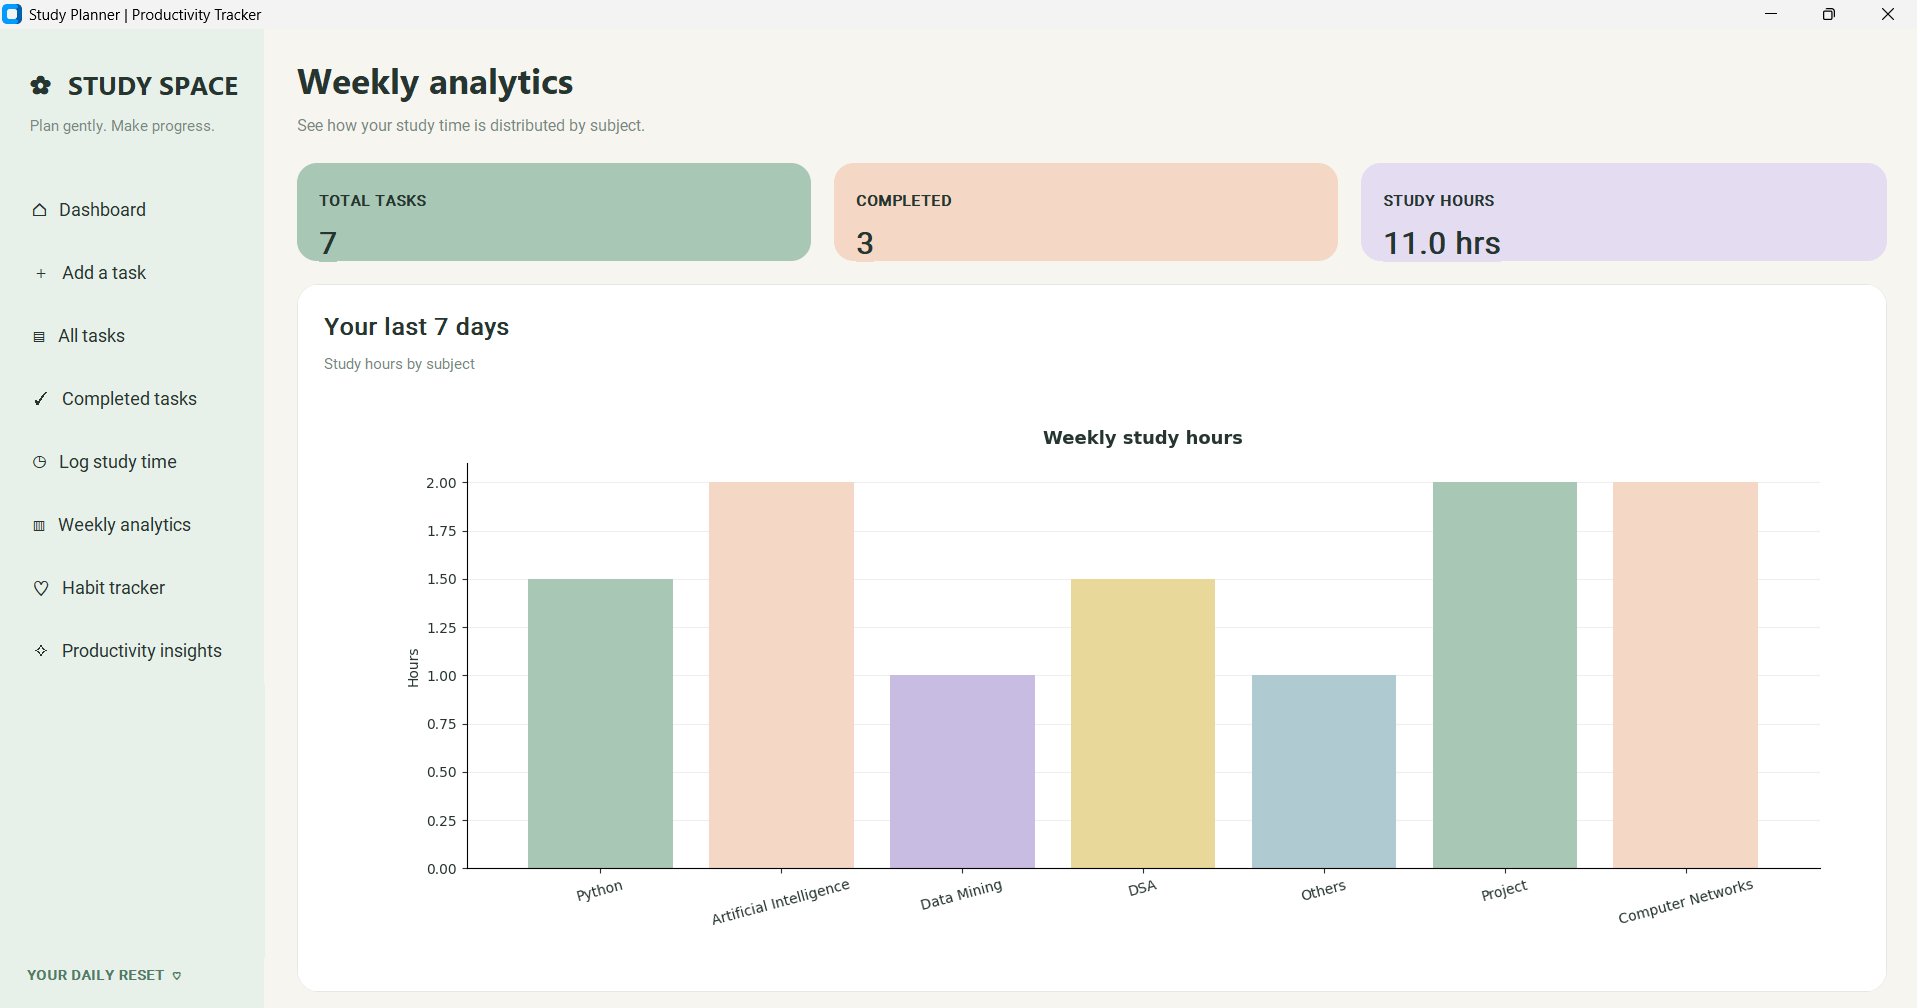 Study Planner | Productivity Tracker
✿ STUDY SPACE
Plan gently. Make progress.
Dashboard
+ Add a task
All tasks
✓ Completed tasks
Log study time
Weekly analytics
♡ Habit tracker
✧ Productivity insights
YOUR DAILY RESET ♡
Weekly analytics
See how your study time is distributed by subject.
TOTAL TASKS
7
COMPLETED
3
STUDY HOURS
11.0 hrs
Your last 7 days
Study hours by subject
Weekly study hours
Hours
2.00
1.75
1.50
1.25
1.00
0.75
0.50
0.25
0.00
Python
Artificial Intelligence
Data Mining
DSA
Others
Project
Computer Networks